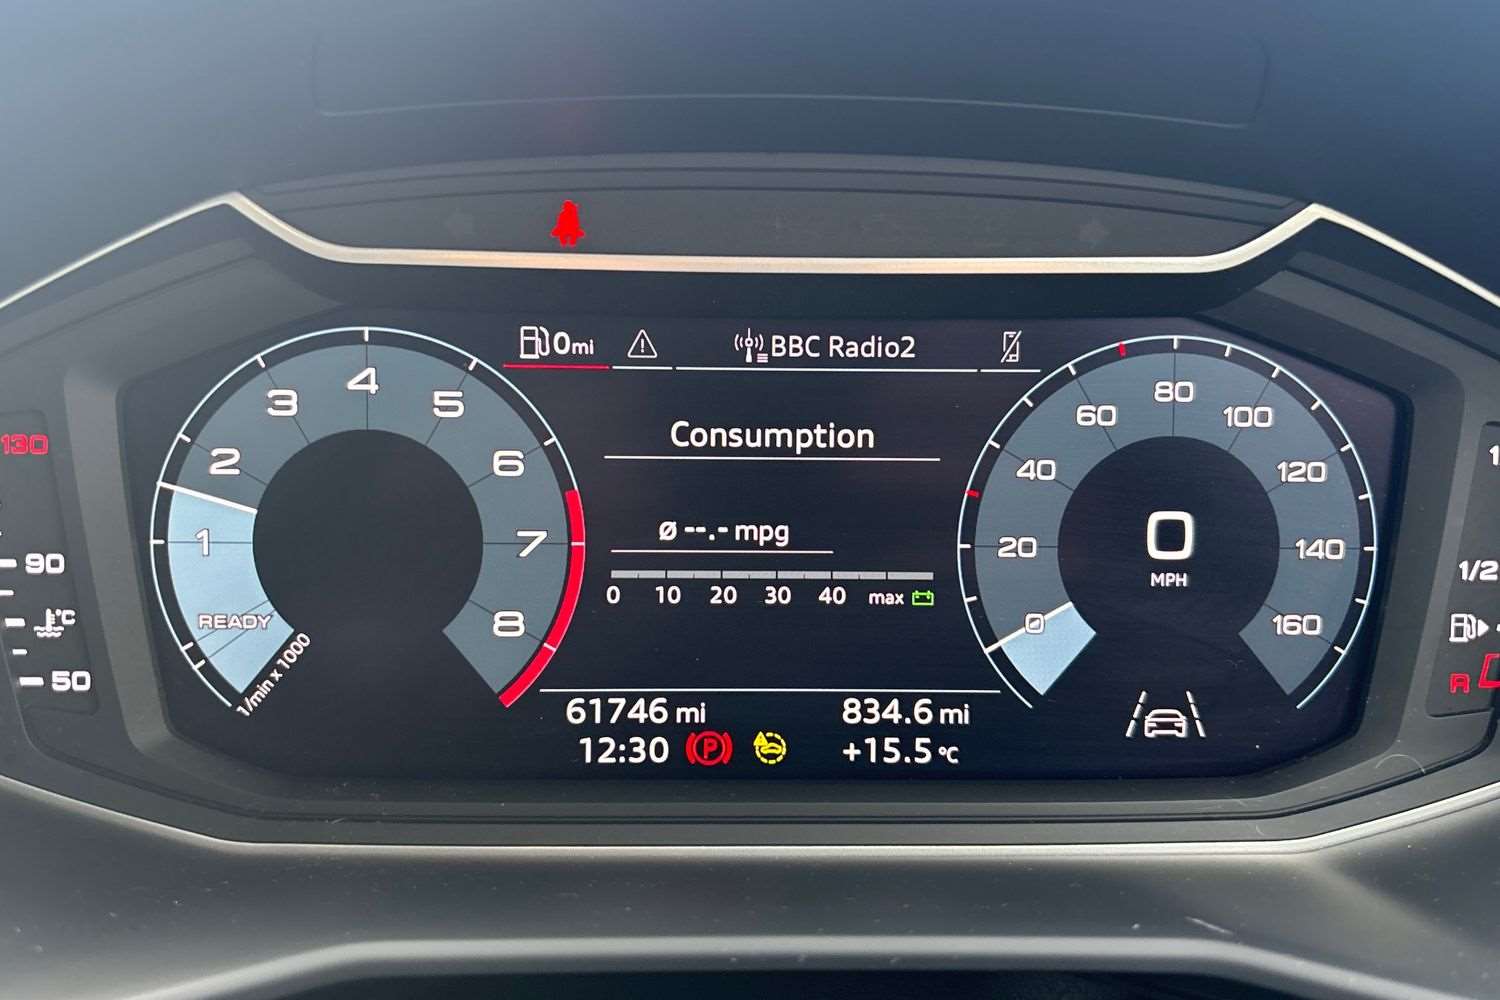 0mi
BBC Radio2
Consumption
Ø --.- mpg
0 10 20 30 40 max
61746 mi
834.6 mi
12:30
P
+15.5 °C
1
2
3
4
5
6
7
8
READY
1/min x 1000
0
20
40
60
80
100
120
140
160
0
MPH
130
90
°C
50
1/2
R